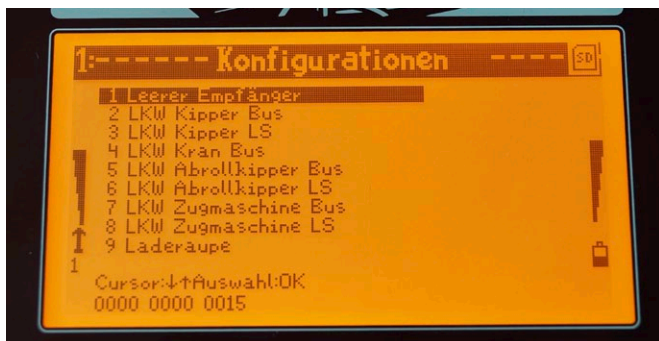 1:------ Konfigurationen ---- SD
1 Leerer Empfänger
2 LKW Kipper Bus
3 LKW Kipper LS
4 LKW Kran Bus
5 LKW Abrollkipper Bus
6 LKW Abrollkipper LS
7 LKW Zugmaschine Bus
8 LKW Zugmaschine LS
9 Laderaupe
1
Cursor:↓↑Auswahl:OK
0000 0000 0015